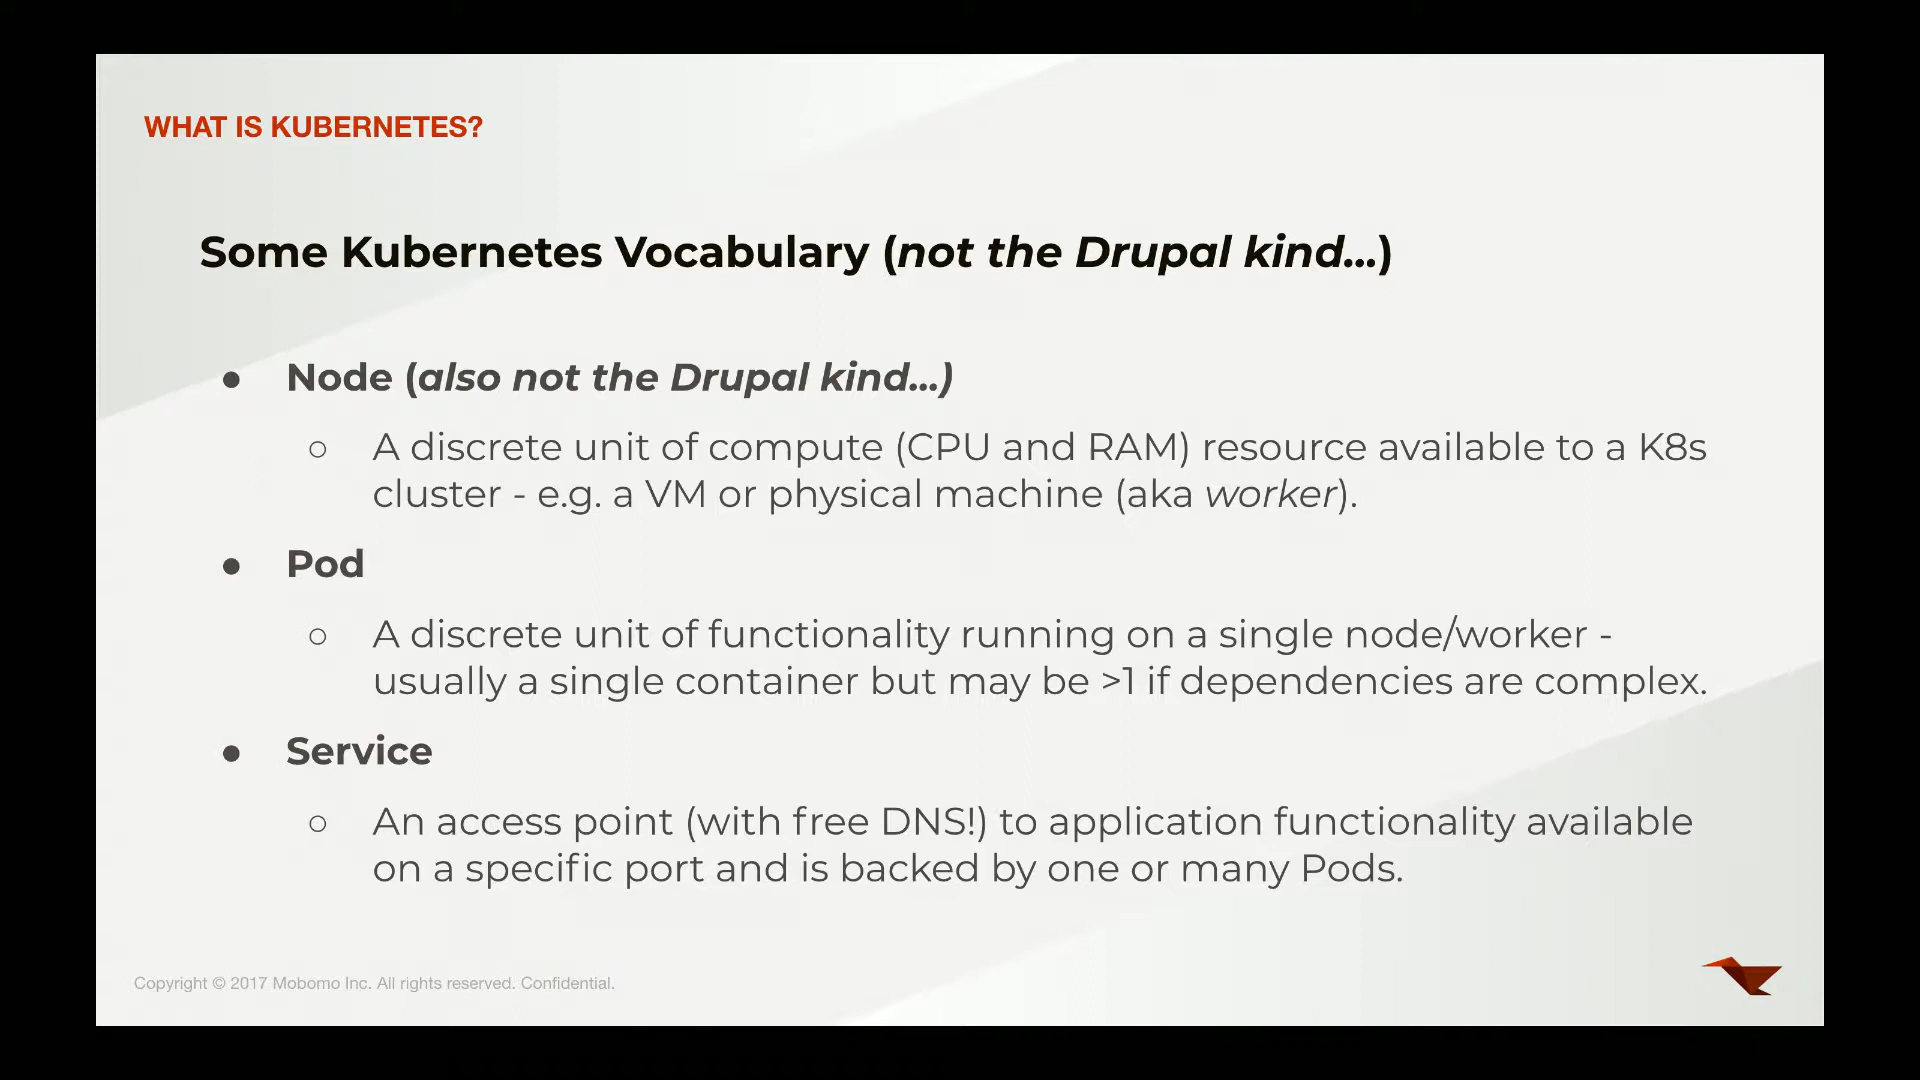 WHAT IS KUBERNETES?
Some Kubernetes Vocabulary (not the Drupal kind...)
● Node (also not the Drupal kind...)
○ A discrete unit of compute (CPU and RAM) resource available to a K8s
cluster - e.g. a VM or physical machine (aka worker).
● Pod
○ A discrete unit of functionality running on a single node/worker -
usually a single container but may be >1 if dependencies are complex.
● Service
○ An access point (with free DNS!) to application functionality available
on a specific port and is backed by one or many Pods.
Copyright © 2017 Mobomo Inc. All rights reserved. Confidential.